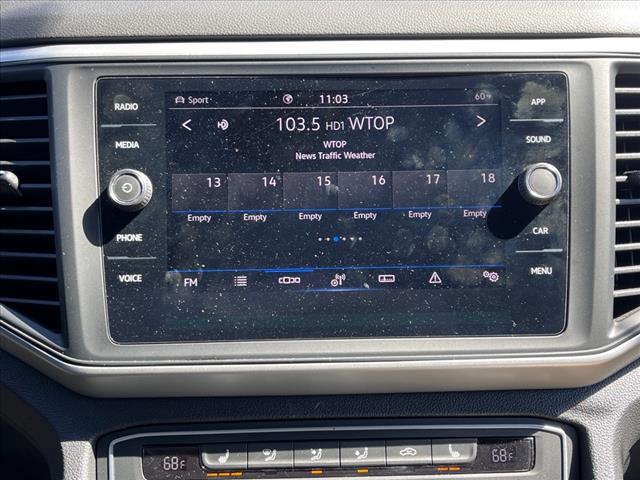 Sport 11:03 60°F
RADIO APP
103.5 HD1 WTOP
MEDIA SOUND
WTOP
News Traffic Weather
13 14 15 16 17 18
Empty Empty Empty Empty Empty Empty
PHONE CAR
VOICE MENU
FM
68°F 68°F